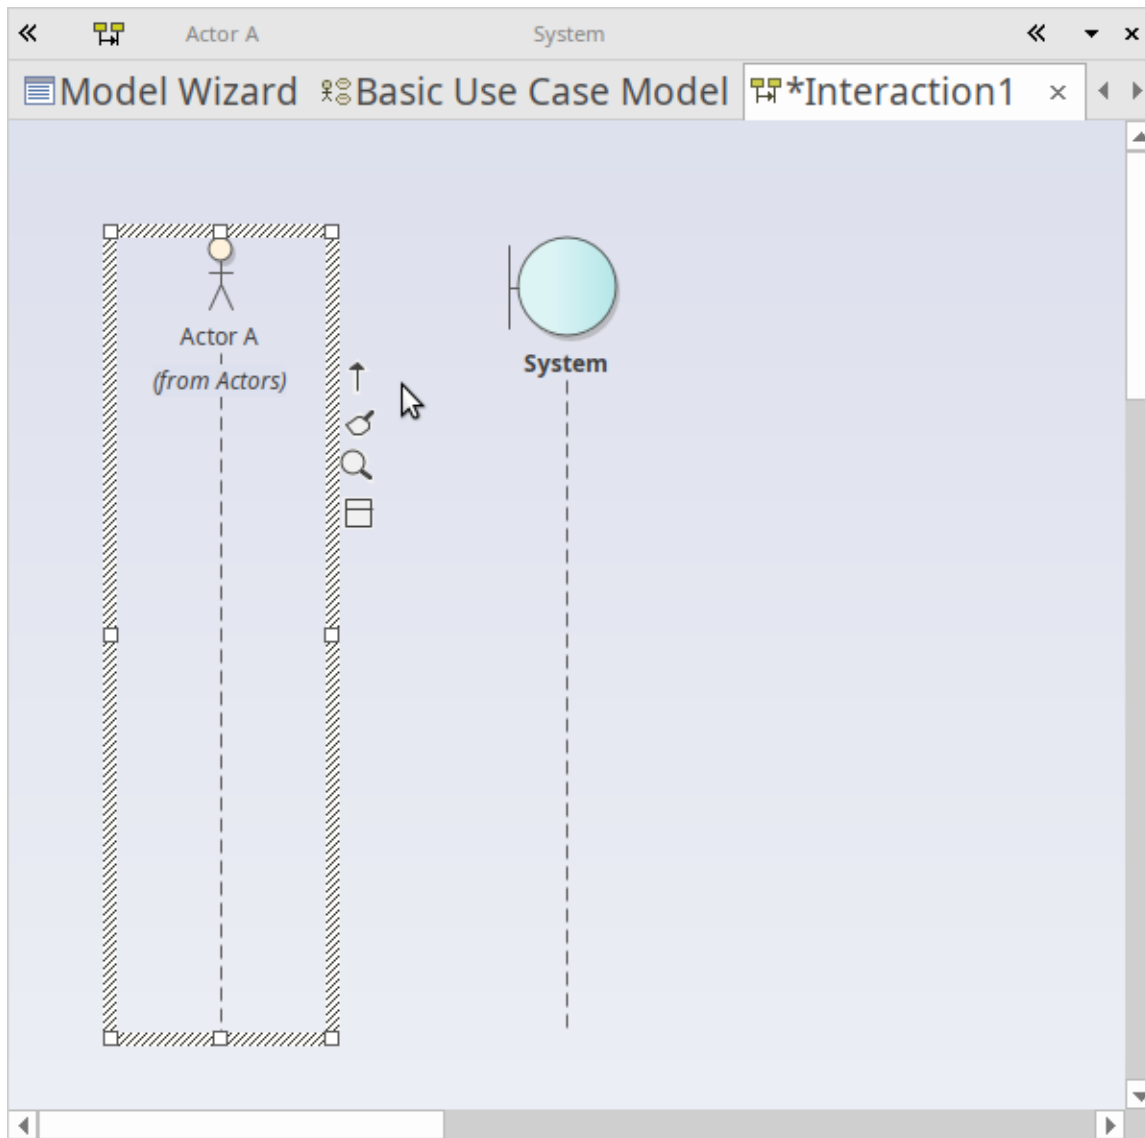 Actor A System
Model Wizard Basic Use Case Model *Interaction1
Actor A
(from Actors)
System